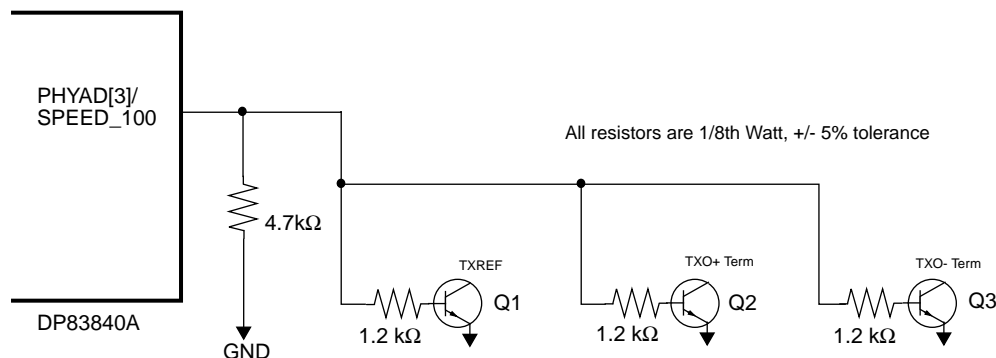 PHYAD[3]/
SPEED_100
All resistors are 1/8th Watt, +/- 5% tolerance
4.7kΩ
TXREF
TXO+ Term
TXO- Term
Q1
Q2
Q3
1.2 kΩ
1.2 kΩ
1.2 kΩ
DP83840A
GND